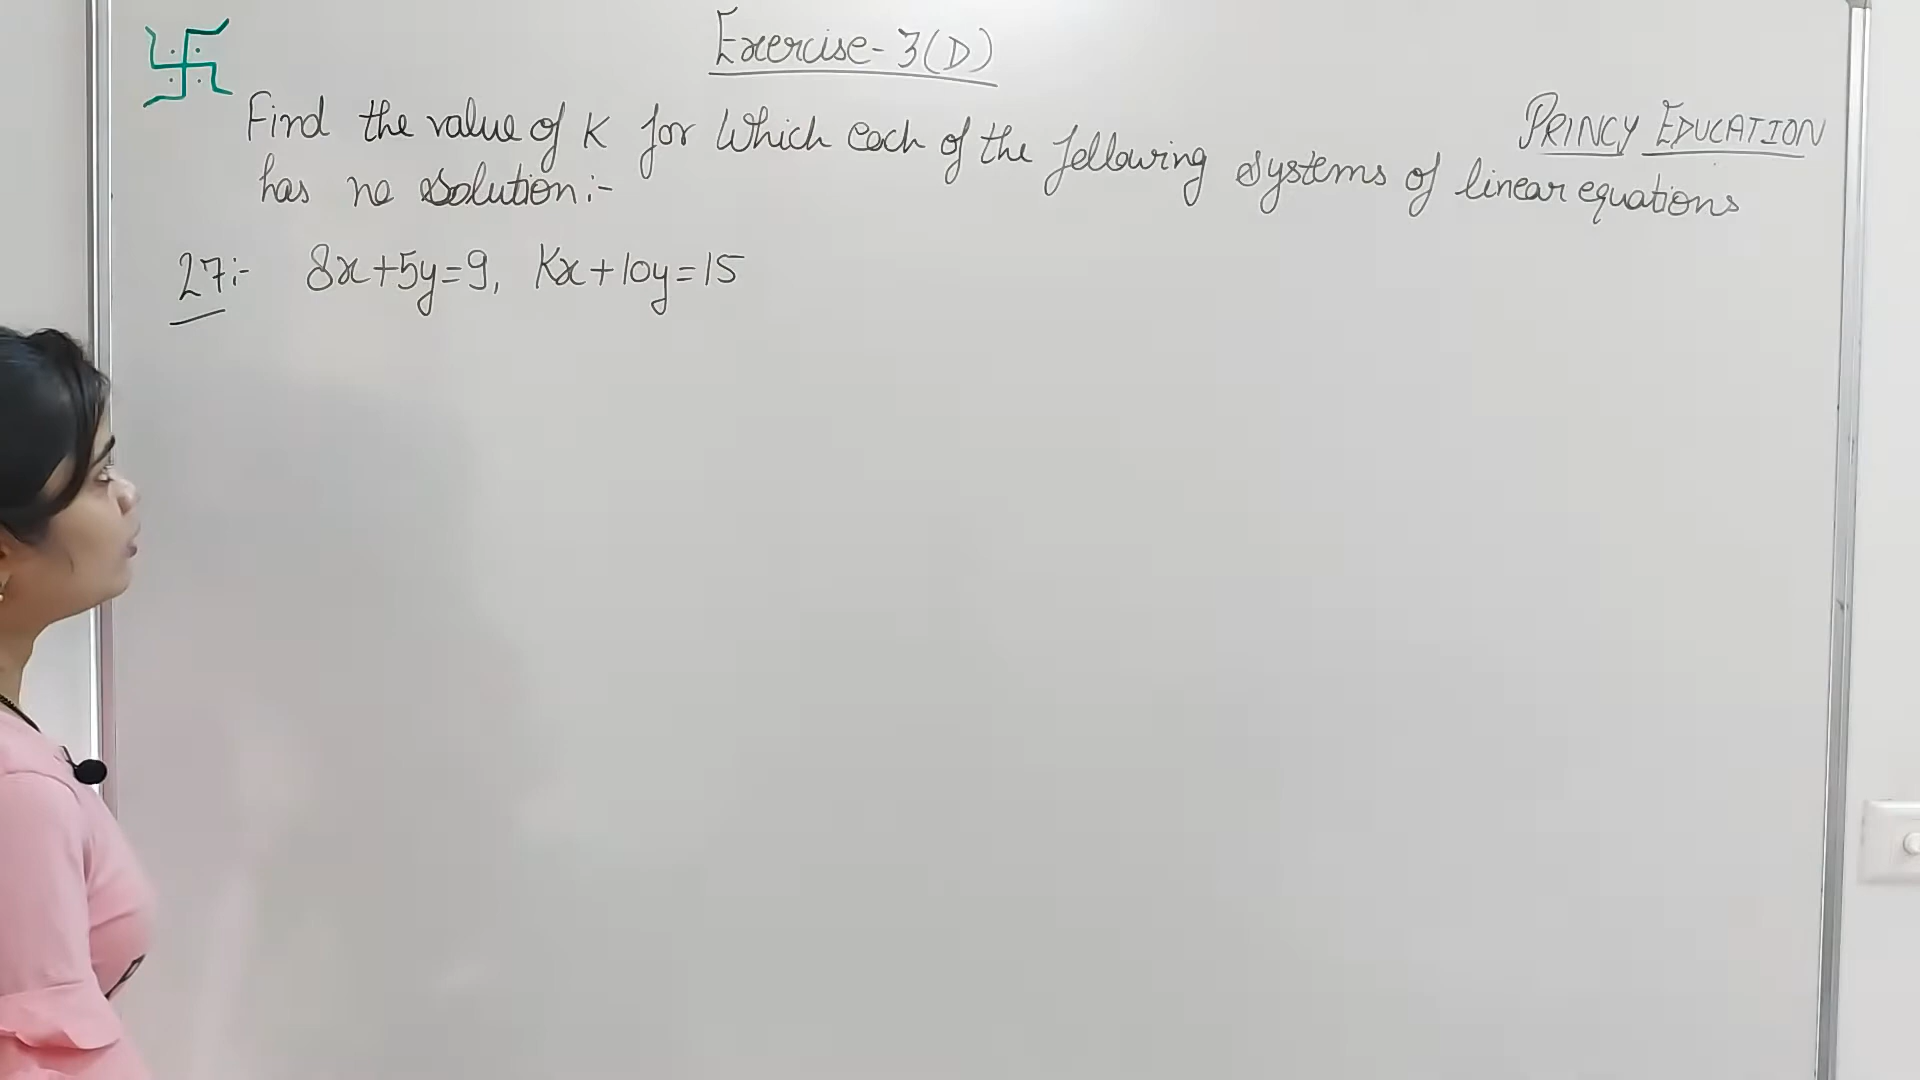 Exercise-3(D)
PRINCY EDUCATION
Find the value of K for Which each of the following systems of linear equations
has no solution:-
27:- 8x+5y=9, Kx+10y=15